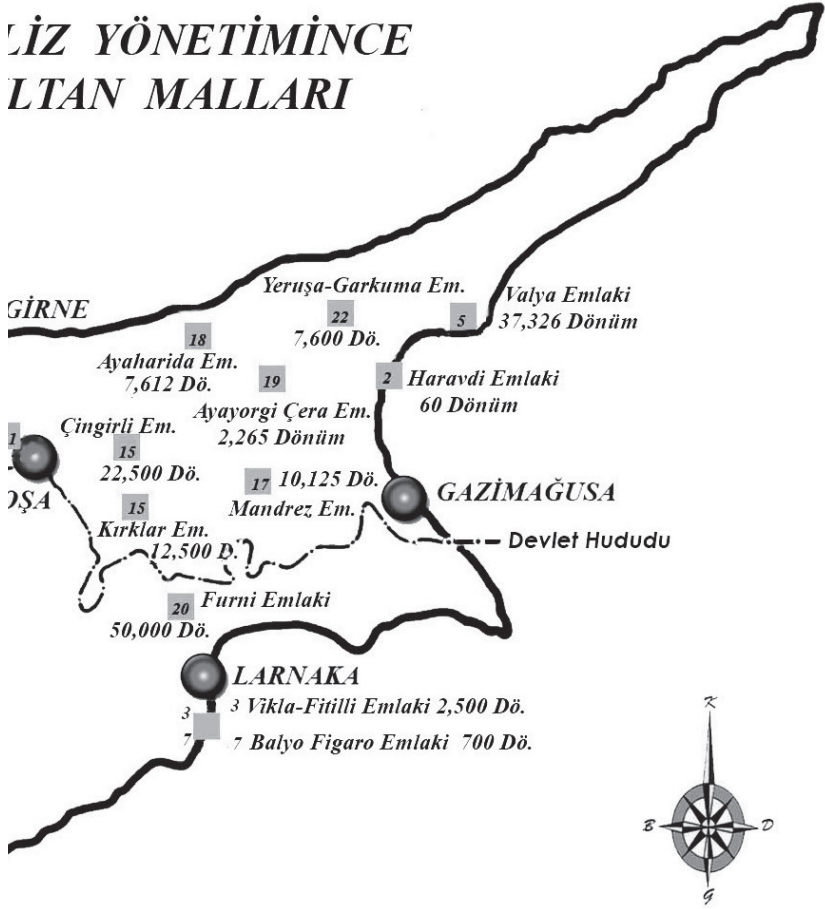 LİZ YÖNETİMİNCE
LTAN MALLARI
GİRNE
Yeruşa-Garkuma Em.
22
7,600 Dö.
Valya Emlaki
5
37,326 Dönüm
18
Ayaharida Em.
7,612 Dö.
19
Ayayorgi Çera Em.
2,265 Dönüm
2
Haravdi Emlaki
60 Dönüm
Çingirli Em.
15
22,500 Dö.
1
OŞA
17
10,125 Dö.
Mandrez Em.
GAZİMAĞUSA
15
Kırklar Em.
12,500 D.
Devlet Hududu
20
Furni Emlaki
50,000 Dö.
LARNAKA
3
3 Vikla-Fitilli Emlaki 2,500 Dö.
7
7 Balyo Figaro Emlaki 700 Dö.
K
B
D
G